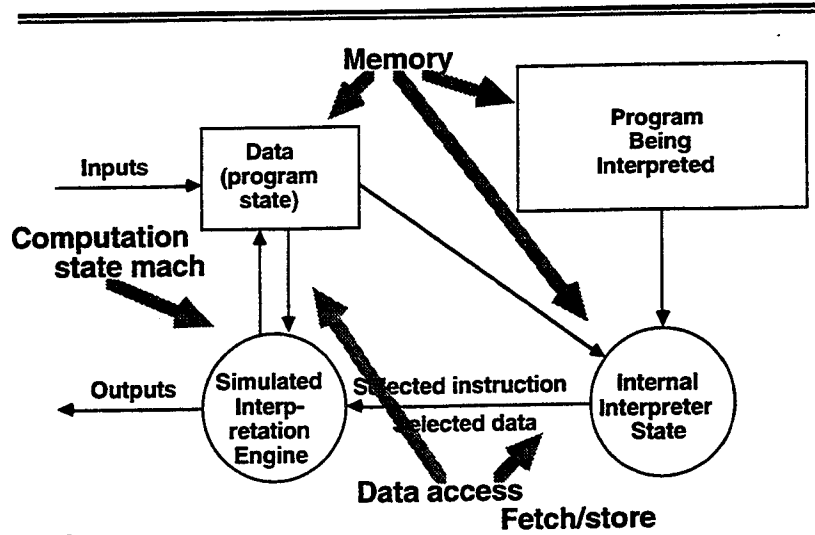 Memory
Program
Being
Interpreted
Data
(program
state)
Inputs
Computation
state mach
Outputs
Simulated
Interp-
retation
Engine
Selected instruction
Selected data
Internal
Interpreter
State
Data access
Fetch/store